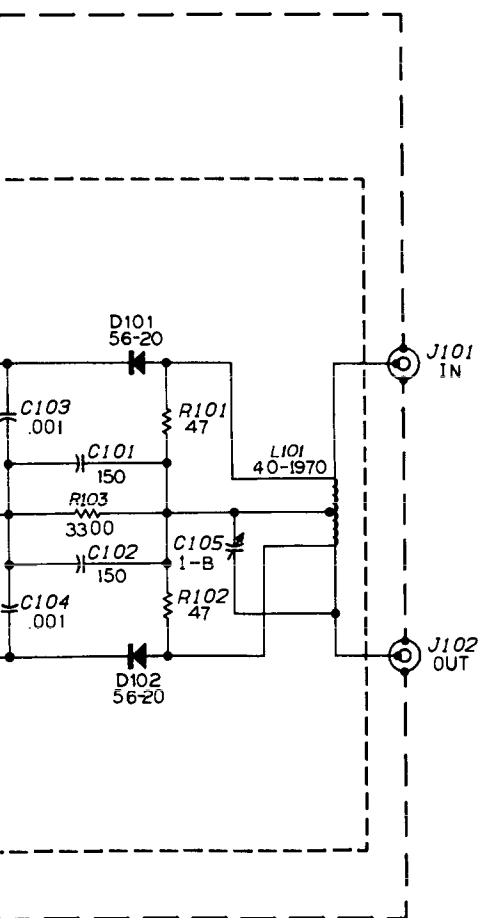 D101
56-20
J101
IN
C103
.001
R101
47
C101
150
L101
40-1970
R103
3300
C105
1-B
C102
150
C104
.001
R102
47
J102
OUT
D102
56-20